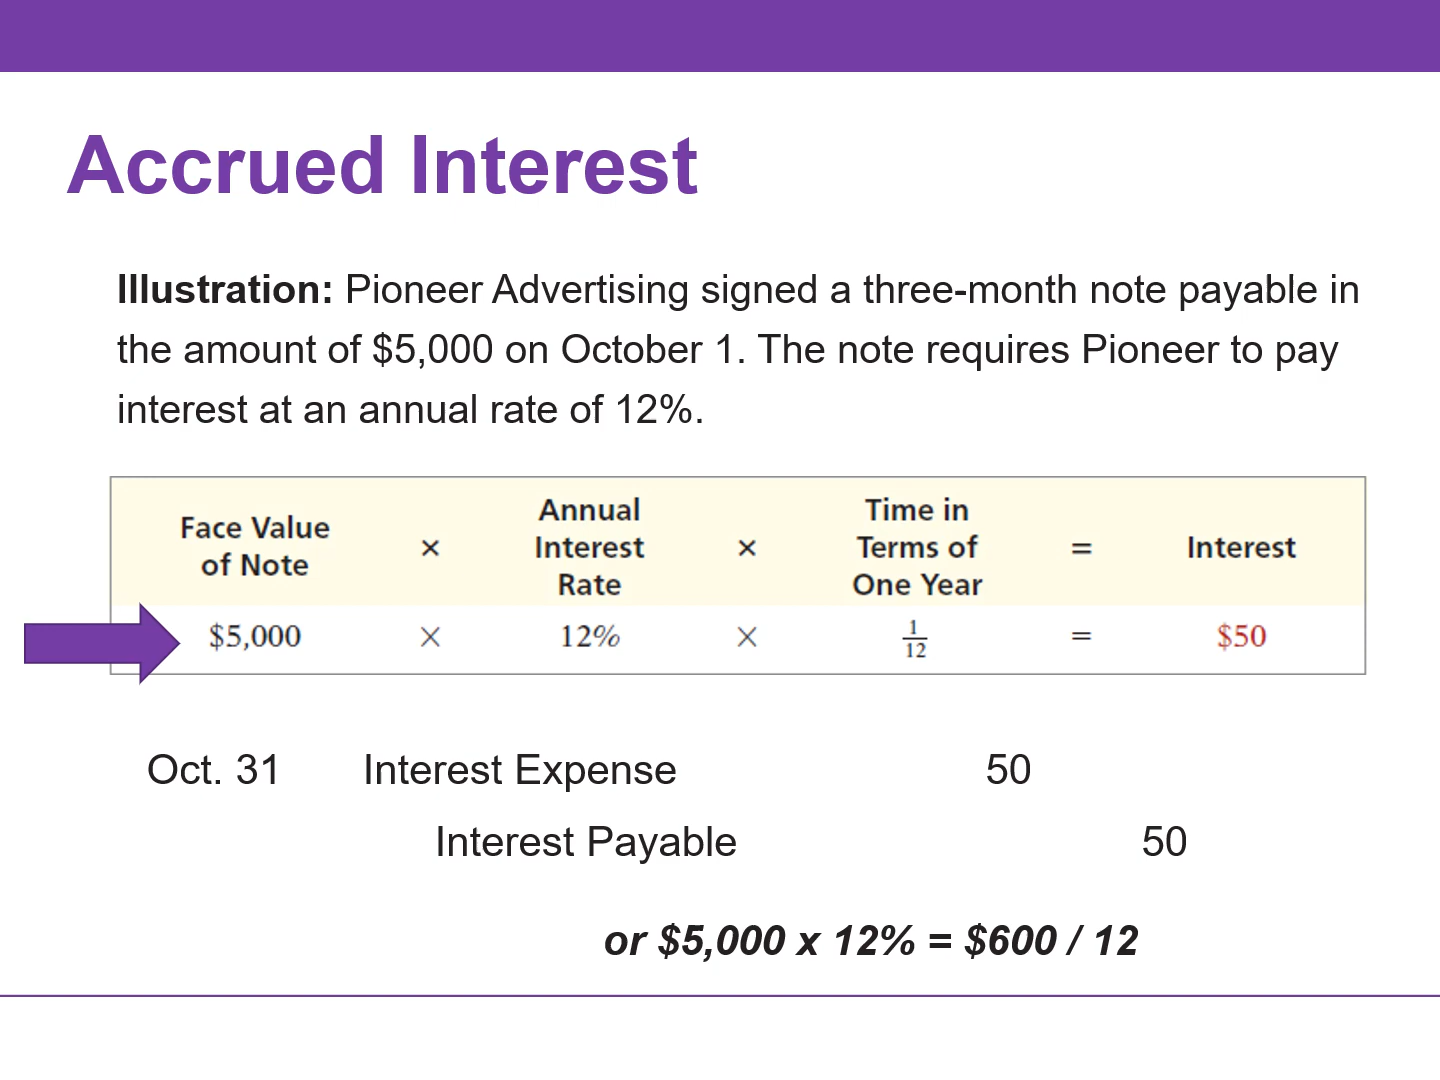 Accrued Interest
Illustration: Pioneer Advertising signed a three-month note payable in
the amount of $5,000 on October 1. The note requires Pioneer to pay
interest at an annual rate of 12%.
Face Value of Note × Annual Interest Rate × Time in Terms of One Year = Interest
$5,000 × 12% × 1/12 = $50
Oct. 31 Interest Expense 50
Interest Payable 50
or $5,000 x 12% = $600 / 12